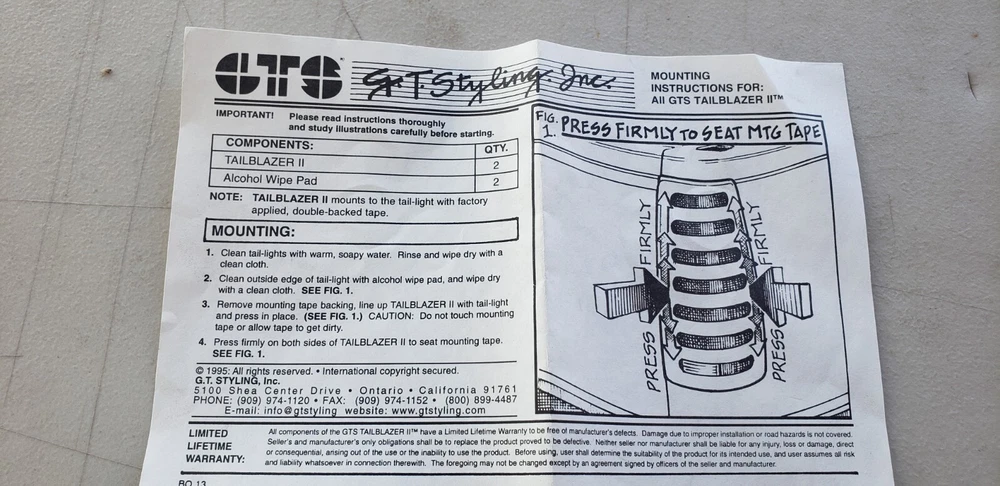 GTS G.T. Styling, Inc.
MOUNTING
INSTRUCTIONS FOR:
All GTS TAILBLAZER II™
IMPORTANT! Please read instructions thoroughly
and study illustrations carefully before starting.
COMPONENTS: QTY.
TAILBLAZER II 2
Alcohol Wipe Pad 2
NOTE: TAILBLAZER II mounts to the tail-light with factory
applied, double-backed tape.
MOUNTING:
1. Clean tail-lights with warm, soapy water. Rinse and wipe dry with a
clean cloth.
2. Clean outside edge of tail-light with alcohol wipe pad, and wipe dry
with a clean cloth. SEE FIG. 1.
3. Remove mounting tape backing, line up TAILBLAZER II with tail-light
and press in place. (SEE FIG. 1.) CAUTION: Do not touch mounting
tape or allow tape to get dirty.
4. Press firmly on both sides of TAILBLAZER II to seat mounting tape.
SEE FIG. 1.
© 1995: All rights reserved. • International copyright secured.
G.T. STYLING, Inc.
5100 Shea Center Drive • Ontario • California 91761
PHONE: (909) 974-1120 • FAX: (909) 974-1152 • (800) 899-4487
E-mail: info@gtstyling website: www.gtstyling.com
FIG.
1. PRESS FIRMLY TO SEAT MTG TAPE
PRESS FIRMLY
PRESS FIRMLY
LIMITED
LIFETIME
WARRANTY:
All components of the GTS TAILBLAZER II™ have a Limited Lifetime Warranty to be free of manufacturer's defects. Damage due to improper installation or road hazards is not covered.
Seller's and manufacturer's only obligations shall be to replace the product proved to be defective. Neither seller nor manufacturer shall be liable for any injury, loss or damage, direct
or consequential, arising out of the use or the inability to use the product. Before using, user shall determine the suitability of the product for its intended use, and user assumes all risk
and liability whatsoever in connection therewith. The foregoing may not be changed except by an agreement signed by officers of the seller and manufacturer.